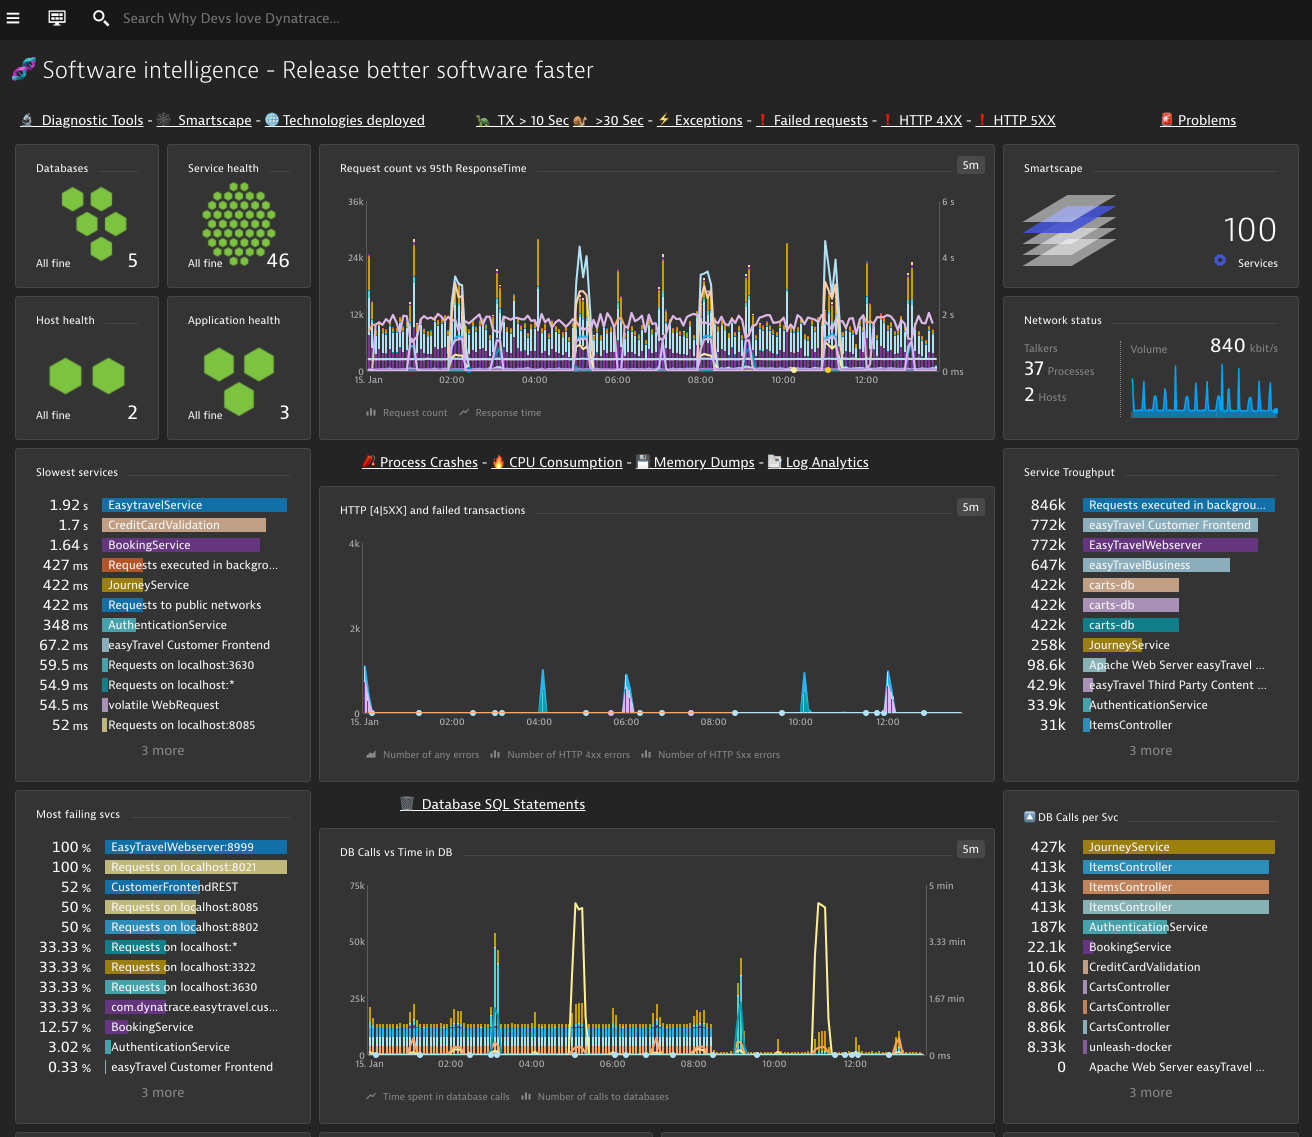 Search Why Devs love Dynatrace...
Software intelligence - Release better software faster
Diagnostic Tools - Smartscape - Technologies deployed
TX > 10 Sec >30 Sec - Exceptions - Failed requests - HTTP 4XX - HTTP 5XX
Problems
Databases
All fine
5
Service health
All fine
46
Host health
All fine
2
Application health
All fine
3
Request count vs 95th ResponseTime
5m
36k
24k
12k
0
6 s
4 s
2 s
0 ms
15. Jan 02:00 04:00 06:00 08:00 10:00 12:00
Request count Response time
Smartscape
100
Services
Network status
Talkers
37 Processes
2 Hosts
Volume 840 kbit/s
Slowest services
1.92 s EasytravelService
1.7 s CreditCardValidation
1.64 s BookingService
427 ms Requests executed in backgro...
422 ms JourneyService
422 ms Requests to public networks
348 ms AuthenticationService
67.2 ms easyTravel Customer Frontend
59.5 ms Requests on localhost:3630
54.9 ms Requests on localhost:*
54.5 ms volatile WebRequest
52 ms Requests on localhost:8085
3 more
Process Crashes - CPU Consumption - Memory Dumps - Log Analytics
HTTP [4|5XX] and failed transactions
5m
4k
2k
0
15. Jan 02:00 04:00 06:00 08:00 10:00 12:00
Number of any errors Number of HTTP 4xx errors Number of HTTP 5xx errors
Service Troughput
846k Requests executed in backgrou...
772k easyTravel Customer Frontend
772k EasyTravelWebserver
647k easyTravelBusiness
422k carts-db
422k carts-db
422k carts-db
258k JourneyService
98.6k Apache Web Server easyTravel ...
42.9k easyTravel Third Party Content ...
33.9k AuthenticationService
31k ItemsController
3 more
Most failing svcs
100 % EasyTravelWebserver:8999
100 % Requests on localhost:8021
52 % CustomerFrontendREST
50 % Requests on localhost:8085
50 % Requests on localhost:8802
33.33 % Requests on localhost:*
33.33 % Requests on localhost:3322
33.33 % Requests on localhost:3630
33.33 % com.dynatrace.easytravel.cus...
12.57 % BookingService
3.02 % AuthenticationService
0.33 % easyTravel Customer Frontend
3 more
Database SQL Statements
DB Calls vs Time in DB
5m
75k
50k
25k
0
5 min
3.33 min
1.67 min
0 ms
15. Jan 02:00 04:00 06:00 08:00 10:00 12:00
Time spent in database calls Number of calls to databases
DB Calls per Svc
427k JourneyService
413k ItemsController
413k ItemsController
413k ItemsController
187k AuthenticationService
22.1k BookingService
10.6k CreditCardValidation
8.86k CartsController
8.86k CartsController
8.86k CartsController
8.33k unleash-docker
0 Apache Web Server easyTravel ...
3 more